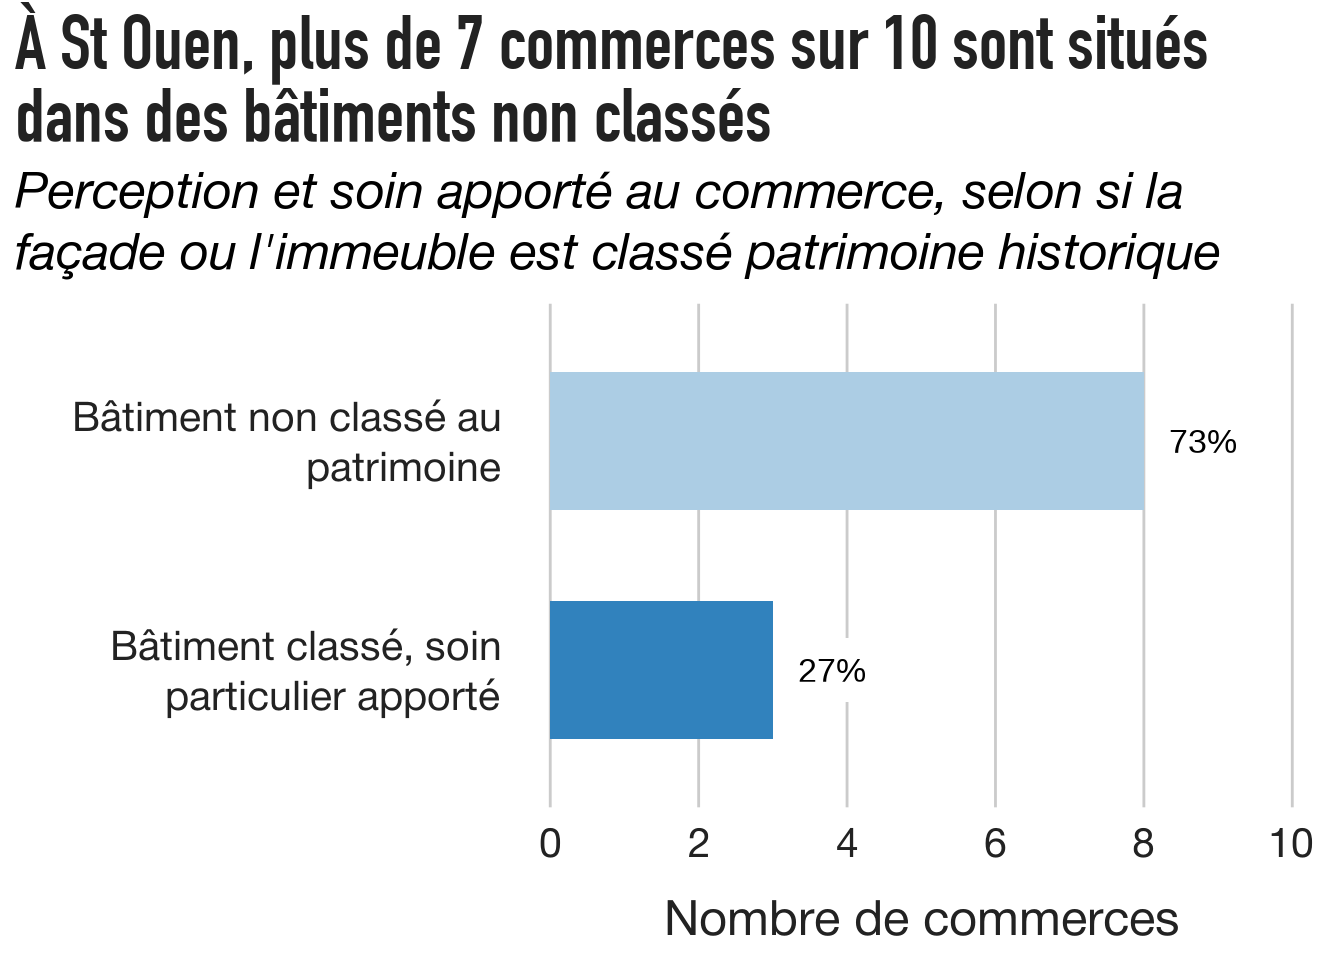 À St Ouen, plus de 7 commerces sur 10 sont situés
dans des bâtiments non classés
Perception et soin apporté au commerce, selon si la
façade ou l'immeuble est classé patrimoine historique
Bâtiment non classé au
patrimoine
73%
Bâtiment classé, soin
particulier apporté
27%
0 2 4 6 8 10
Nombre de commerces